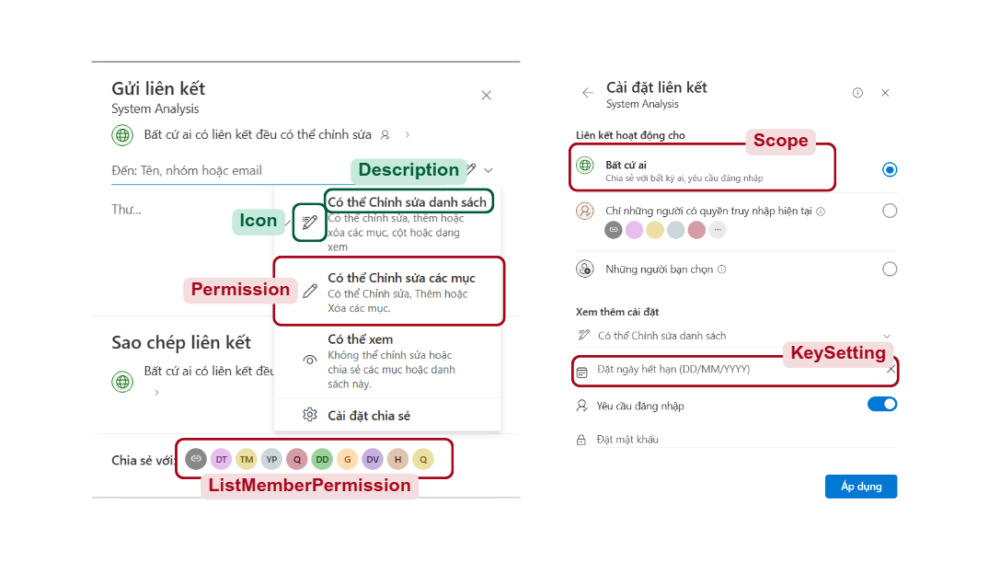 Gửi liên kết
System Analysis
Bất cứ ai có liên kết đều có thể chỉnh sửa
Đến: Tên, nhóm hoặc email
Description
Thư...
Icon
Có thể Chỉnh sửa danh sách
Có thể chỉnh sửa, thêm hoặc
xóa các mục, cột hoặc dạng
xem
Permission
Có thể Chỉnh sửa các mục
Có thể Chỉnh sửa, Thêm hoặc
Xóa các mục.
Có thể xem
Không thể chỉnh sửa hoặc
chia sẻ các mục hoặc danh
sách này.
Cài đặt chia sẻ
Sao chép liên kết
Bất cứ ai có liên kết đều
Chia sẻ với:
DT TM YP Q DD G DV H Q
ListMemberPermission
Cài đặt liên kết
System Analysis
Liên kết hoạt động cho
Scope
Bất cứ ai
Chia sẻ với bất kỳ ai, yêu cầu đăng nhập
Chỉ những người có quyền truy nhập hiện tại
...
Những người bạn chọn
Xem thêm cài đặt
Có thể Chỉnh sửa danh sách
KeySetting
Đặt ngày hết hạn (DD/MM/YYYY)
Yêu cầu đăng nhập
Đặt mật khẩu
Áp dụng